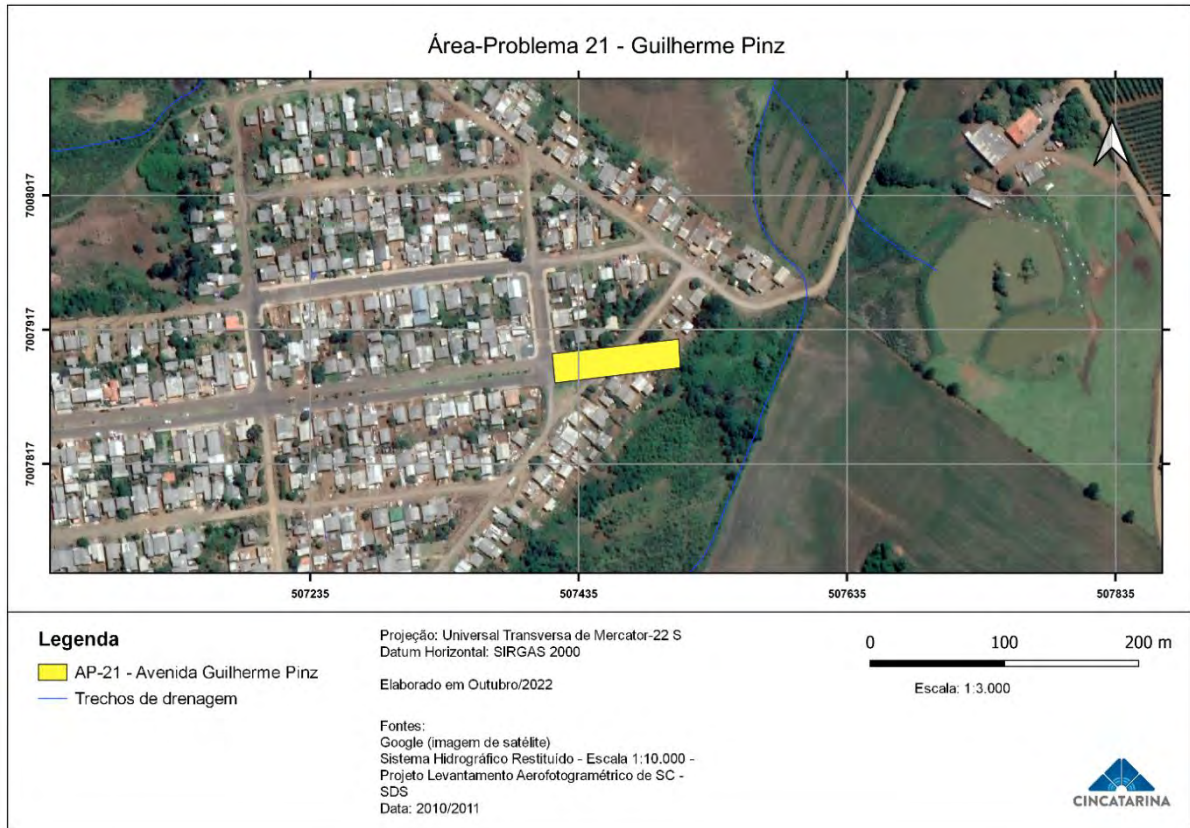 Área-Problema 21 - Guilherme Pinz
7008017
7007917
7007817
507235
507435
507635
507835
Legenda
AP-21 - Avenida Guilherme Pinz
Trechos de drenagem
Projeção: Universal Transversa de Mercator-22 S
Datum Horizontal: SIRGAS 2000
Elaborado em Outubro/2022
Fontes:
Google (imagem de satélite)
Sistema Hidrográfico Restituído - Escala 1:10.000 -
Projeto Levantamento Aerofotogramétrico de SC -
SDS
Data: 2010/2011
0 100 200 m
Escala: 1:3.000
CINCATARINA